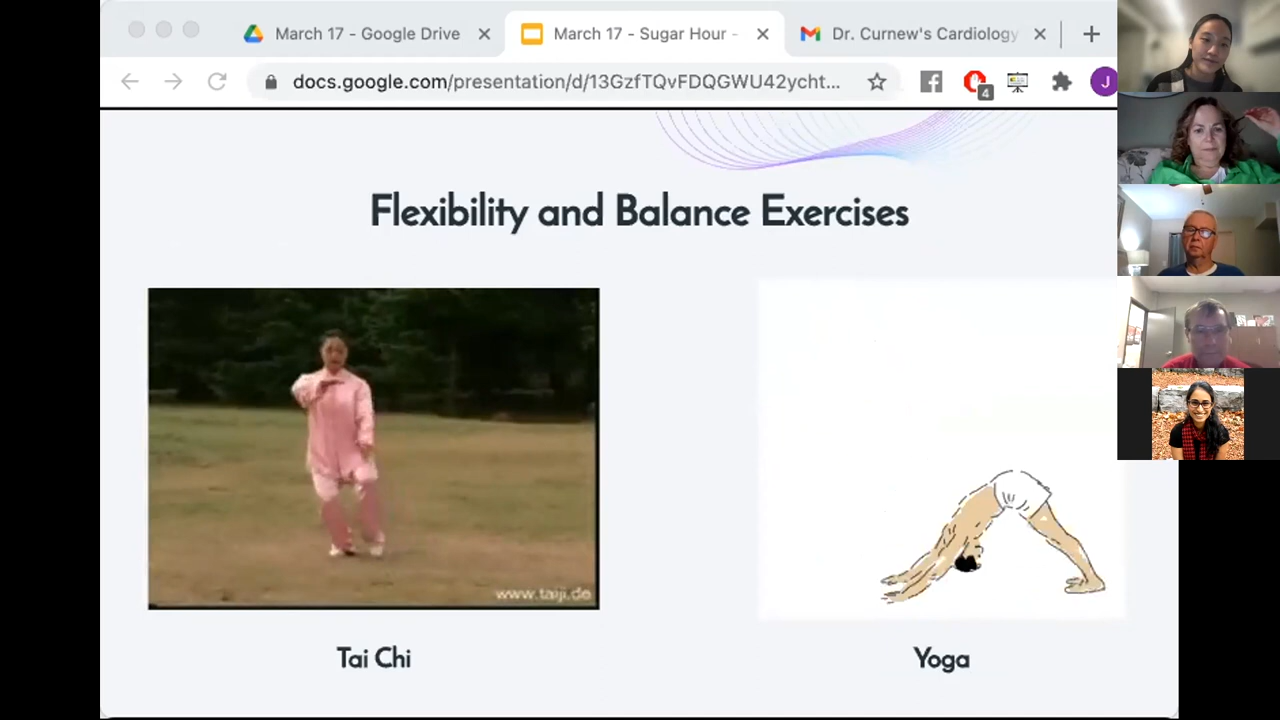 March 17 - Google Drive
March 17 - Sugar Hour -
Dr. Curnew's Cardiology
docs.google.com/presentation/d/13GzfTQvFDQGWU42ycht...
4
J
Flexibility and Balance Exercises
www.taiji.de
Tai Chi
Yoga